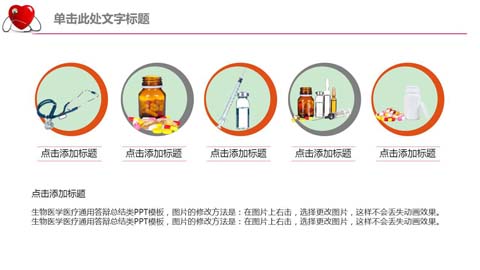 单击此处文字标题
点击添加标题 点击添加标题 点击添加标题 点击添加标题 点击添加标题
点击添加标题
生物医学医疗通用答辩总结类PPT模板，图片的修改方法是：在图片上右击，选择更改图片，这样不会丢失动画效果。
生物医学医疗通用答辩总结类PPT模板，图片的修改方法是：在图片上右击，选择更改图片，这样不会丢失动画效果。